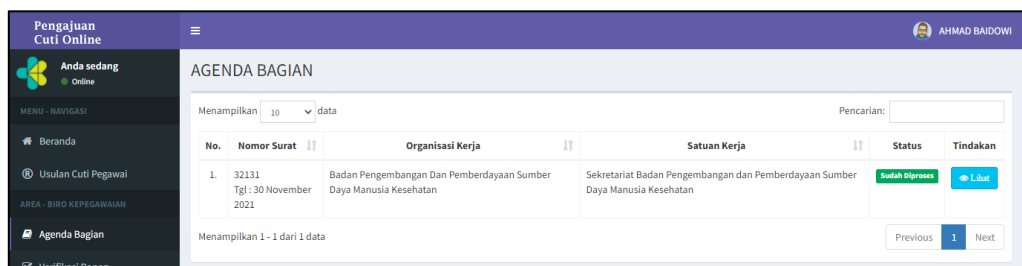 Pengajuan
Cuti Online
AHMAD BAIDOWI
Anda sedang
Online
AGENDA BAGIAN
MENU - NAVIGASI
Menampilkan 10 data
Pencarian:
Beranda
No. Nomor Surat Organisasi Kerja Satuan Kerja Status Tindakan
Usulan Cuti Pegawai
1. 32131 Badan Pengembangan Dan Pemberdayaan Sumber Sekretariat Badan Pengembangan dan Pemberdayaan Sumber Sudah Diproses Lihat
Tgl : 30 November Daya Manusia Kesehatan Daya Manusia Kesehatan
2021
AREA - BIRO KEPEGAWAIAN
Agenda Bagian
Menampilkan 1 - 1 dari 1 data
Previous 1 Next